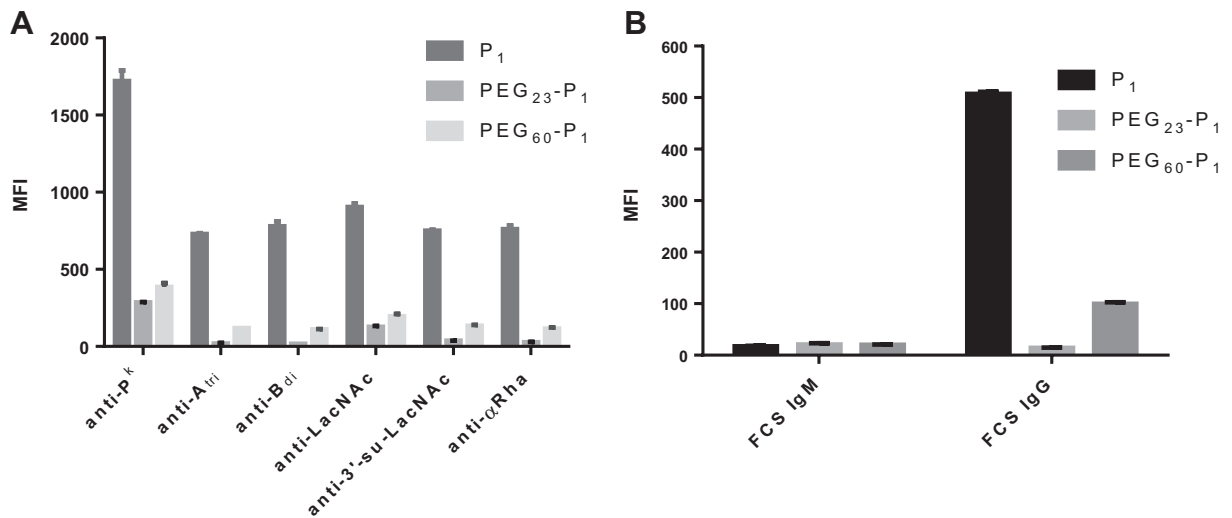 A
2000
1500
1000
500
0
MFI
P₁
PEG₂₃-P₁
PEG₆₀-P₁
anti-Pᵏ
anti-A tri
anti-B di
anti-LacNAc
anti-3'-su-LacNAc
anti-αRha
B
600
500
400
300
200
100
0
MFI
P₁
PEG₂₃-P₁
PEG₆₀-P₁
FCS IgM
FCS IgG